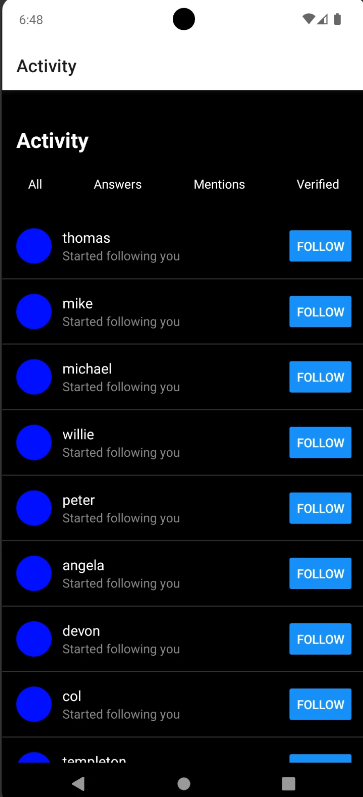 6:48
Activity
Activity
All Answers Mentions Verified
thomas
Started following you
FOLLOW
mike
Started following you
FOLLOW
michael
Started following you
FOLLOW
willie
Started following you
FOLLOW
peter
Started following you
FOLLOW
angela
Started following you
FOLLOW
devon
Started following you
FOLLOW
col
Started following you
FOLLOW
templeton